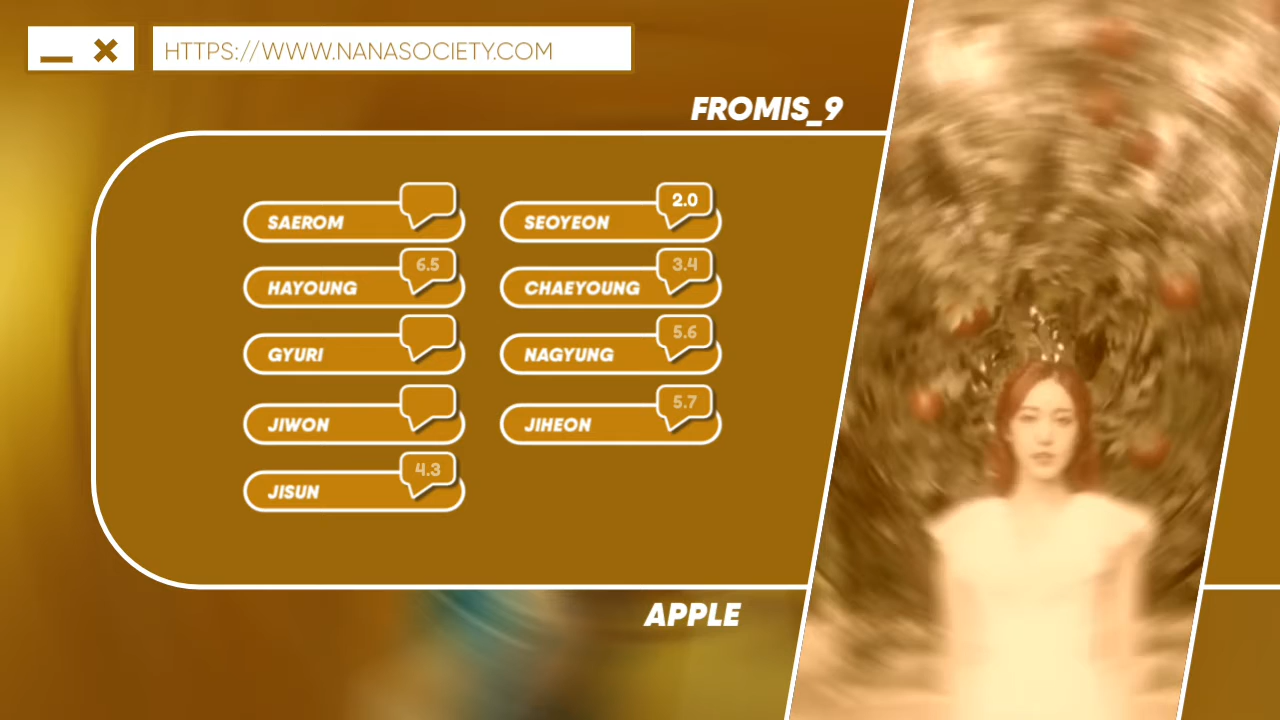 HTTPS://WWW.NANASOCIETY.COM
FROMIS_9
SAEROM
HAYOUNG 6.5
GYURI
JIWON
JISUN 4.3
SEOYEON 2.0
CHAEYOUNG 3.4
NAGYUNG 5.6
JIHEON 5.7
APPLE